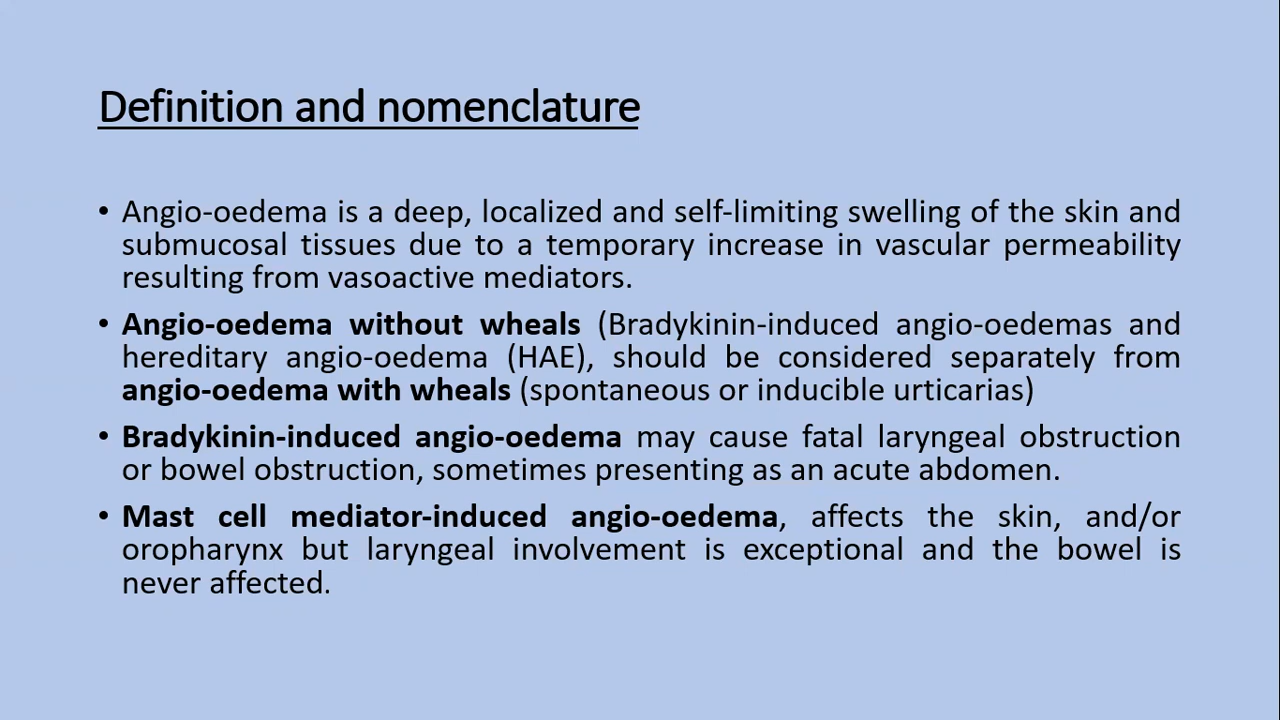 Definition and nomenclature
• Angio-oedema is a deep, localized and self-limiting swelling of the skin and
submucosal tissues due to a temporary increase in vascular permeability
resulting from vasoactive mediators.
• Angio-oedema without wheals (Bradykinin-induced angio-oedemas and
hereditary angio-oedema (HAE), should be considered separately from
angio-oedema with wheals (spontaneous or inducible urticarias)
• Bradykinin-induced angio-oedema may cause fatal laryngeal obstruction
or bowel obstruction, sometimes presenting as an acute abdomen.
• Mast cell mediator-induced angio-oedema, affects the skin, and/or
oropharynx but laryngeal involvement is exceptional and the bowel is
never affected.